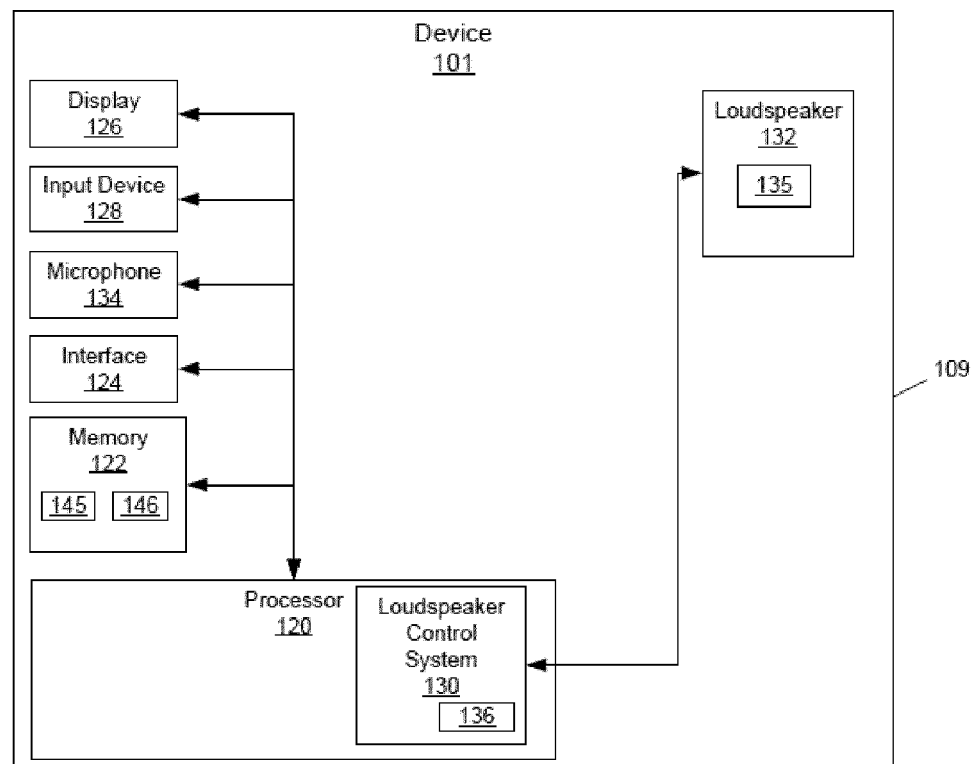 Device
101
Display
126
Input Device
128
Microphone
134
Interface
124
Memory
122
145 146
Processor
120
Loudspeaker
Control
System
130
136
Loudspeaker
132
135
109